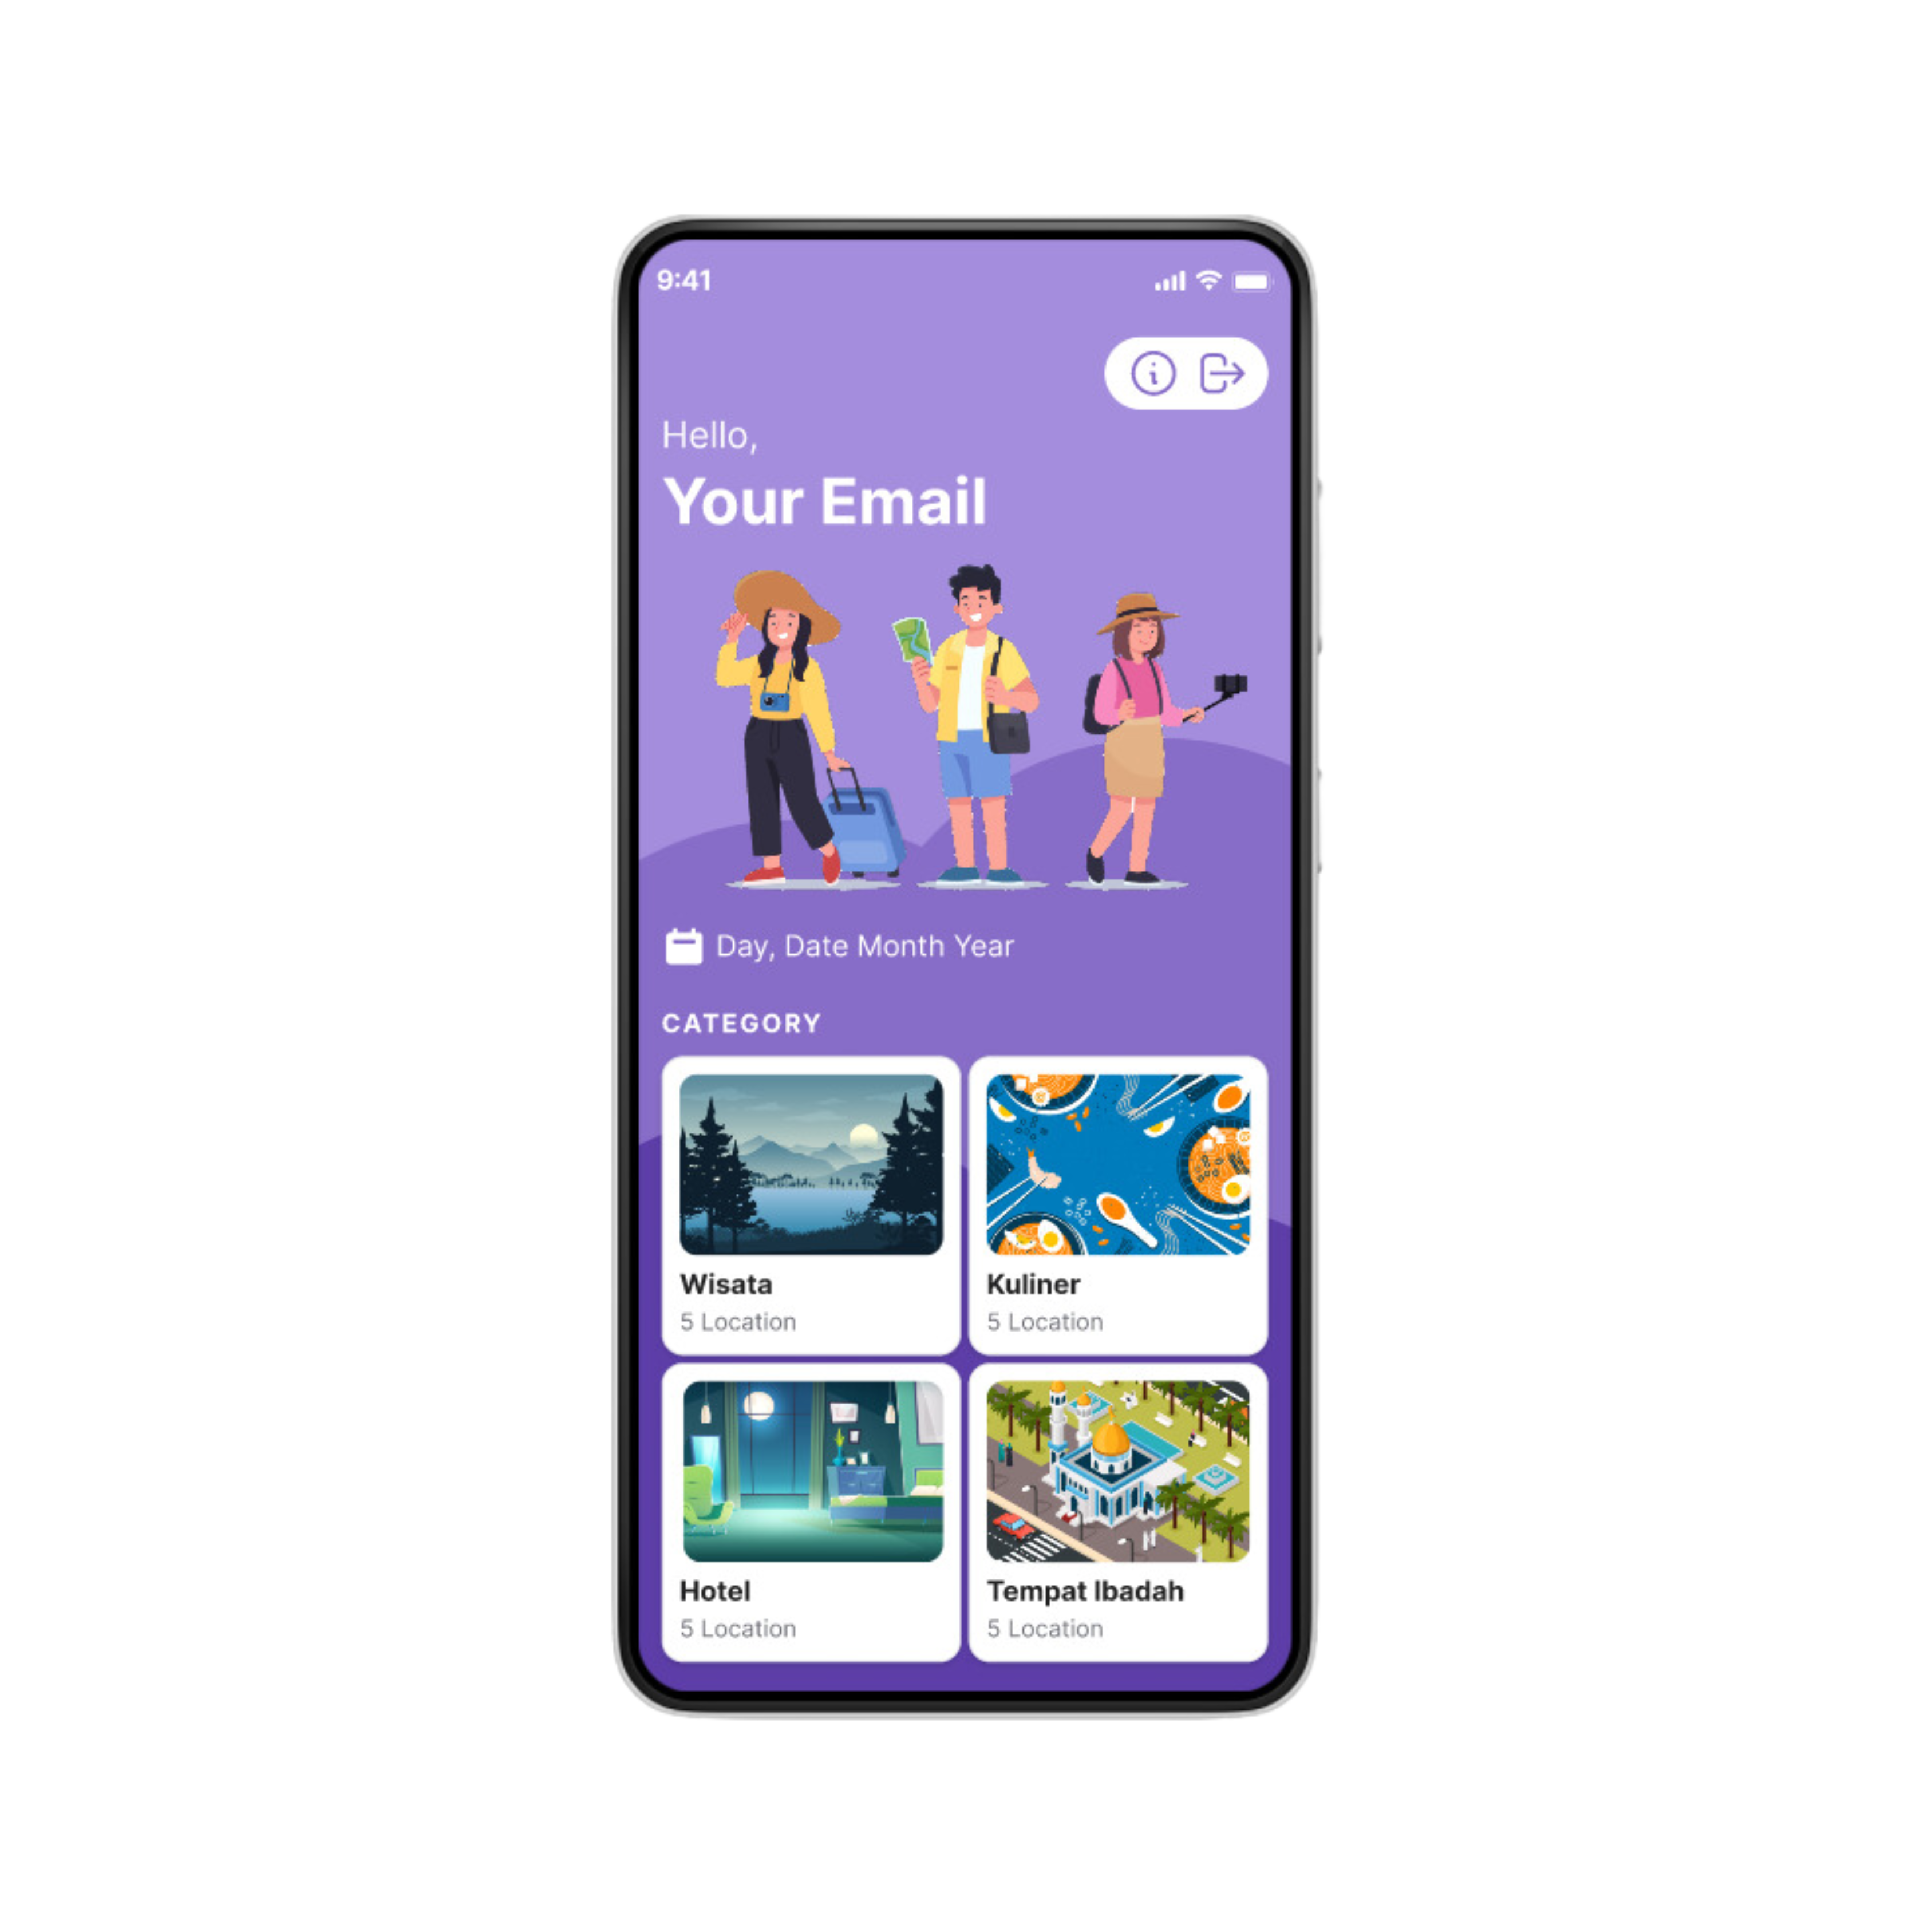 9:41
Hello,
Your Email
Day, Date Month Year
CATEGORY
Wisata
5 Location
Kuliner
5 Location
Hotel
5 Location
Tempat Ibadah
5 Location